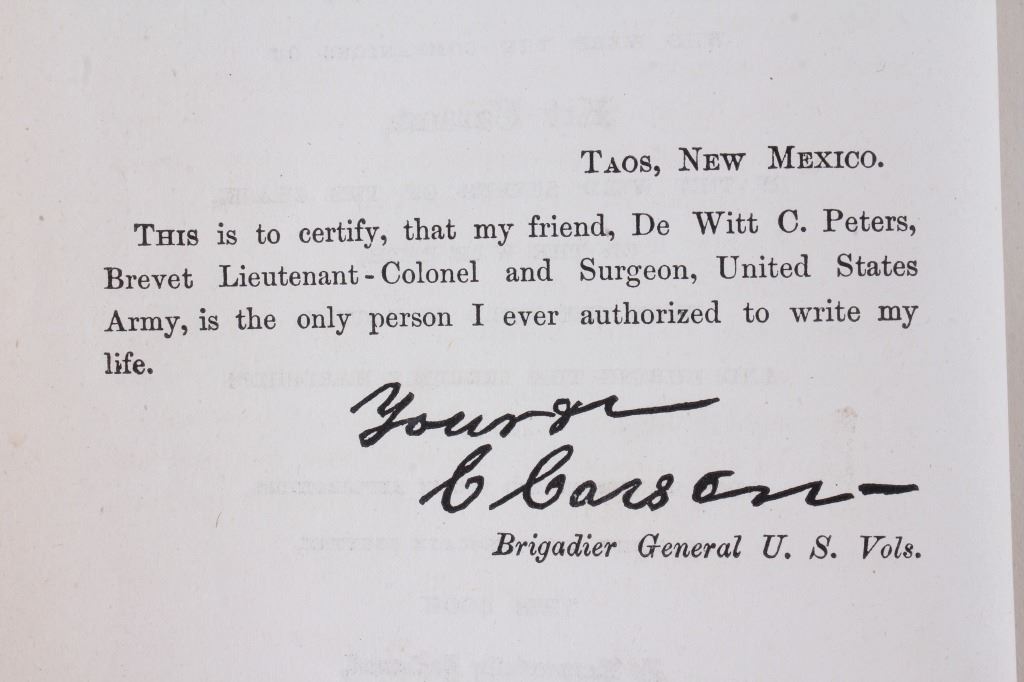 TAOS, NEW MEXICO.
THIS is to certify, that my friend, De Witt C. Peters,
Brevet Lieutenant-Colonel and Surgeon, United States
Army, is the only person I ever authorized to write my
life.
Yours &c
C Carson
Brigadier General U. S. Vols.